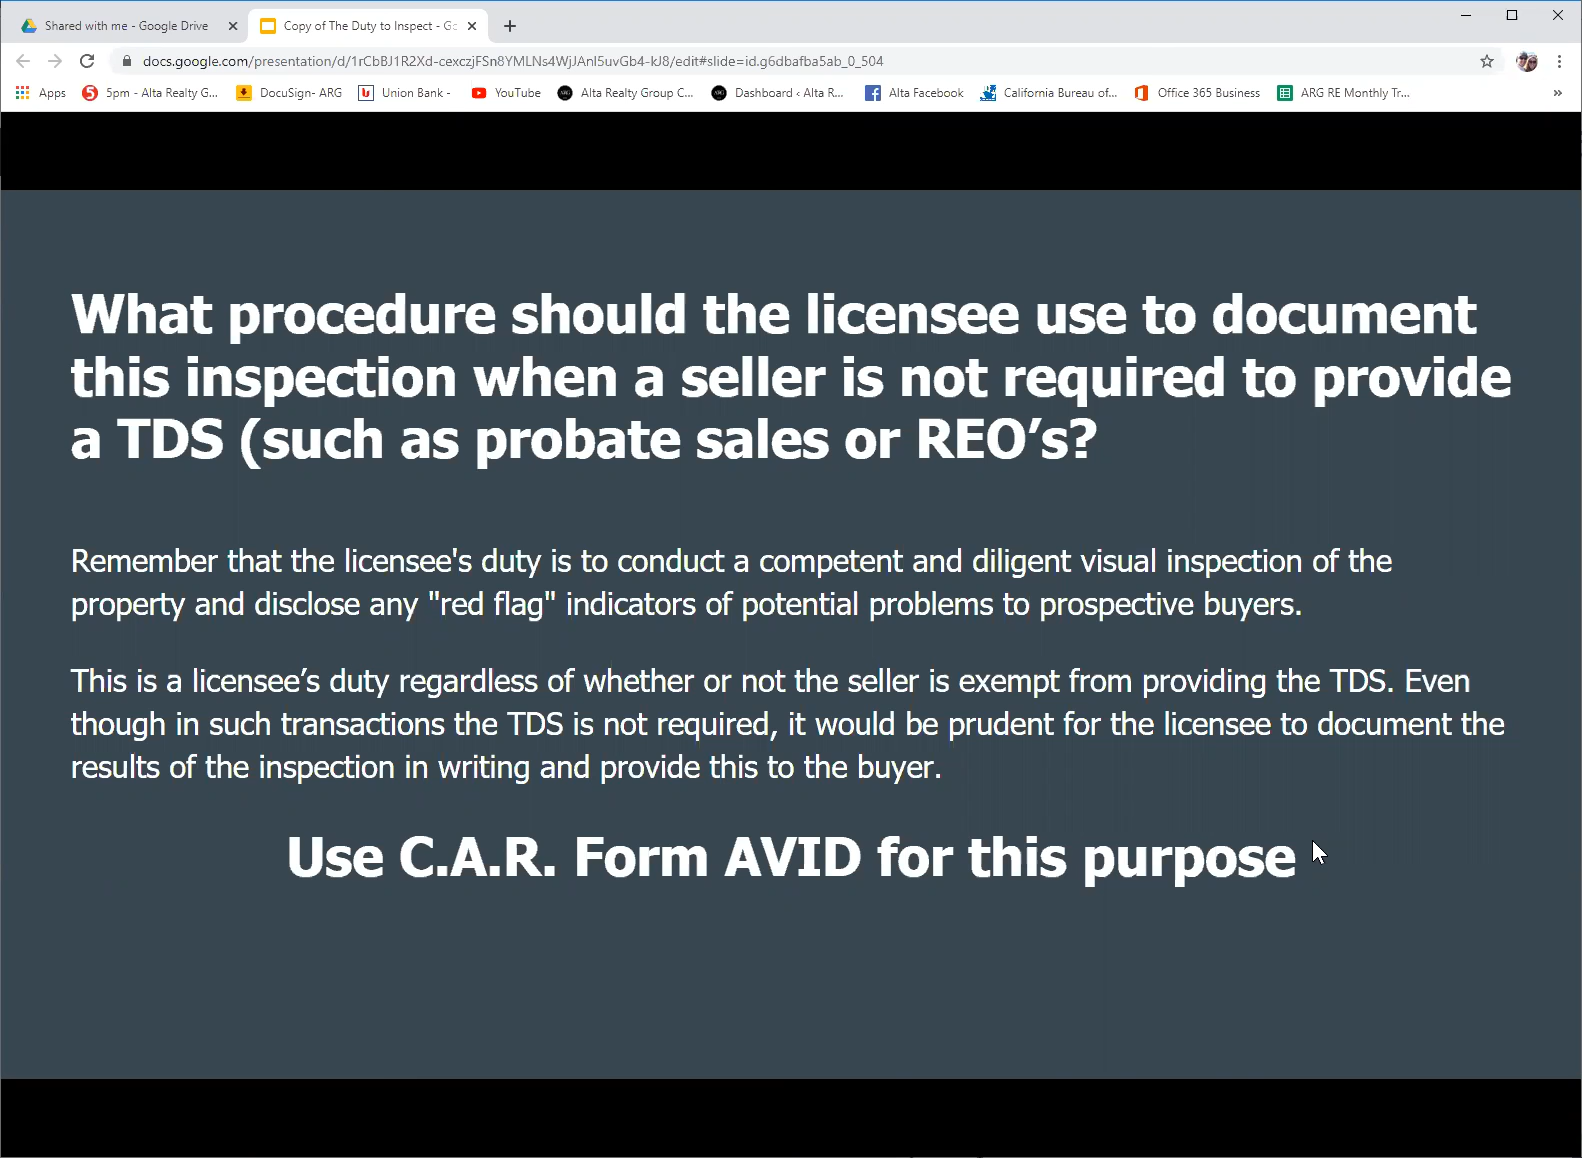 Shared with me - Google Drive
Copy of The Duty to Inspect - Go
docs.google.com/presentation/d/1rCbBJ1R2Xd-cexczjFSn8YMLNs4WjJAnl5uvGb4-kJ8/edit#slide=id.g6dbafba5ab_0_504
Apps 5pm - Alta Realty G... DocuSign- ARG Union Bank - YouTube Alta Realty Group C... Dashboard ‹ Alta R... Alta Facebook California Bureau of... Office 365 Business ARG RE Monthly Tr... »
What procedure should the licensee use to document
this inspection when a seller is not required to provide
a TDS (such as probate sales or REO’s?
Remember that the licensee's duty is to conduct a competent and diligent visual inspection of the
property and disclose any "red flag" indicators of potential problems to prospective buyers.
This is a licensee’s duty regardless of whether or not the seller is exempt from providing the TDS. Even
though in such transactions the TDS is not required, it would be prudent for the licensee to document the
results of the inspection in writing and provide this to the buyer.
Use C.A.R. Form AVID for this purpose